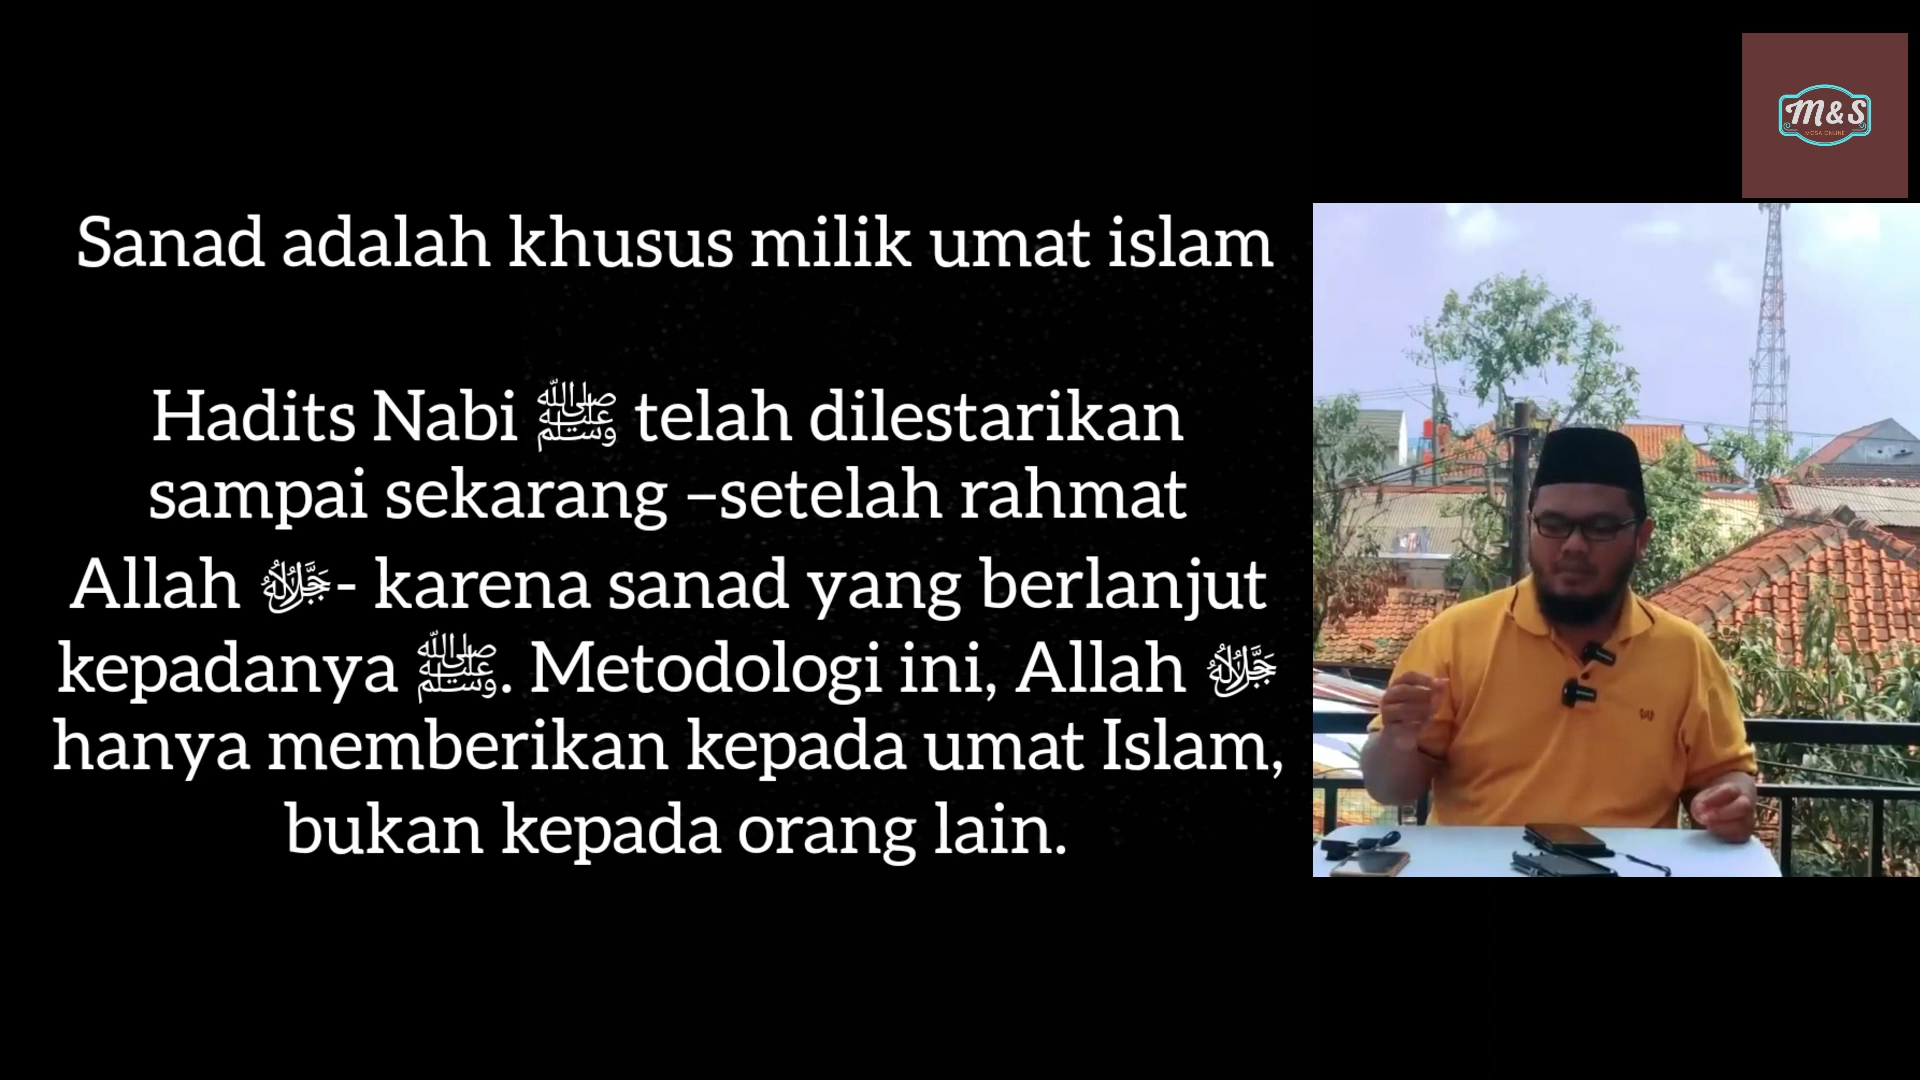 M&S
MOSA ONLINE
Sanad adalah khusus milik umat islam
Hadits Nabi ﷺ telah dilestarikan
sampai sekarang –setelah rahmat
Allah ﷻ- karena sanad yang berlanjut
kepadanya ﷺ. Metodologi ini, Allah ﷻ
hanya memberikan kepada umat Islam,
bukan kepada orang lain.